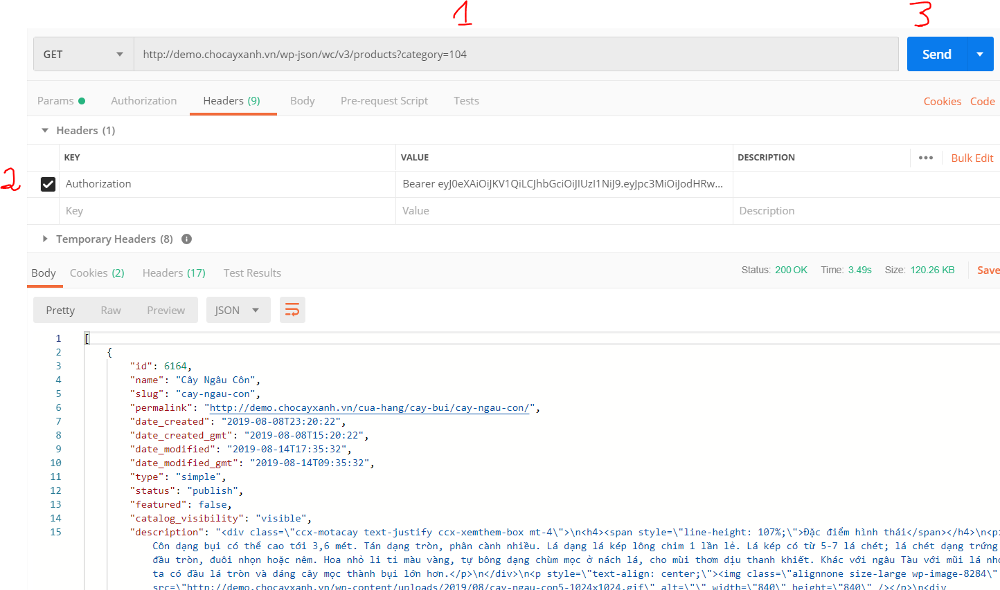 1
3
GET
http://demo.chocayxanh.vn/wp-json/wc/v3/products?category=104
Send
Params
Authorization
Headers (9)
Body
Pre-request Script
Tests
Cookies
Code
Headers (1)
KEY
VALUE
DESCRIPTION
•••
Bulk Edit
2
Authorization
Bearer eyJ0eXAiOiJKV1QiLCJhbGciOiJIUzI1NiJ9.eyJpc3MiOiJodHRw...
Key
Value
Description
Temporary Headers (8)
Body
Cookies (2)
Headers (17)
Test Results
Status: 200 OK
Time: 3.49s
Size: 120.26 KB
Save
Pretty
Raw
Preview
JSON
1 [
2 {
3 "id": 6164,
4 "name": "Cây Ngâu Côn",
5 "slug": "cay-ngau-con",
6 "permalink": "http://demo.chocayxanh.vn/cua-hang/cay-bui/cay-ngau-con/",
7 "date_created": "2019-08-08T23:20:22",
8 "date_created_gmt": "2019-08-08T15:20:22",
9 "date_modified": "2019-08-14T17:35:32",
10 "date_modified_gmt": "2019-08-14T09:35:32",
11 "type": "simple",
12 "status": "publish",
13 "featured": false,
14 "catalog_visibility": "visible",
15 "description": "<div class=\"ccx-motacay text-justify ccx-xemthem-box mt-4\">\n<h4><span style=\"line-height: 107%;\">Đặc điểm hình thái</span></h4>\n<p>
Côn dạng bụi có thể cao tới 3,6 mét. Tán dạng tròn, phân cành nhiều. Lá dạng lá kép lông chim 1 lần lẻ. Lá kép có từ 5-7 lá chét; lá chét dạng trứng
đầu tròn, đuôi nhọn hoặc nêm. Hoa nhỏ li ti màu vàng, tự bông dạng chùm mọc ở nách lá, cho mùi thơm dịu thanh khiết. Khác với ngâu Tàu với mũi lá nhọ
ta có đầu lá tròn và dáng cây mọc thành bụi lớn hơn.</p>\n</div>\n<p style=\"text-align: center;\"><img class=\"alignnone size-large wp-image-8284\"
src=\"http://demo.chocayxanh.vn/wp-content/uploads/2019/08/cay-ngau-con5-1024x1024.gif\" alt=\"\" width=\"840\" height=\"840\" /></p>\n<div